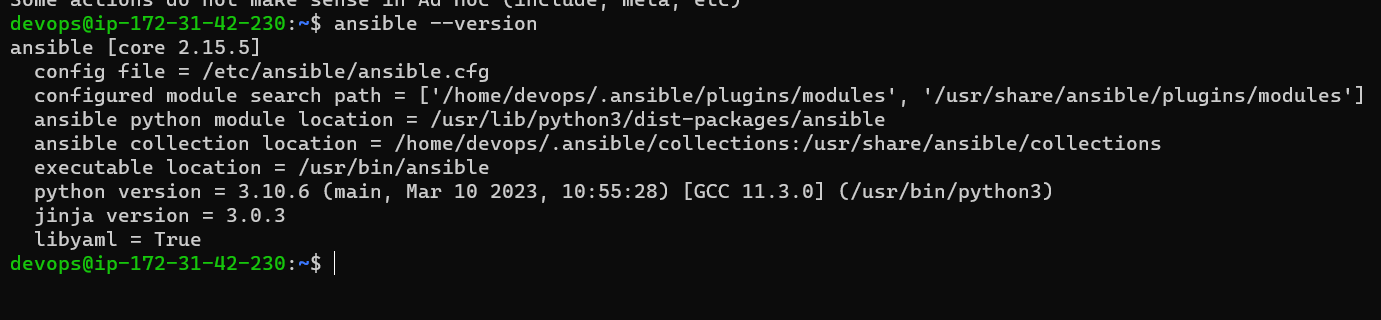 Some actions do not make sense in Ad-Hoc (include, meta, etc)
devops@ip-172-31-42-230:~$ ansible --version
ansible [core 2.15.5]
  config file = /etc/ansible/ansible.cfg
  configured module search path = ['/home/devops/.ansible/plugins/modules', '/usr/share/ansible/plugins/modules']
  ansible python module location = /usr/lib/python3/dist-packages/ansible
  ansible collection location = /home/devops/.ansible/collections:/usr/share/ansible/collections
  executable location = /usr/bin/ansible
  python version = 3.10.6 (main, Mar 10 2023, 10:55:28) [GCC 11.3.0] (/usr/bin/python3)
  jinja version = 3.0.3
  libyaml = True
devops@ip-172-31-42-230:~$